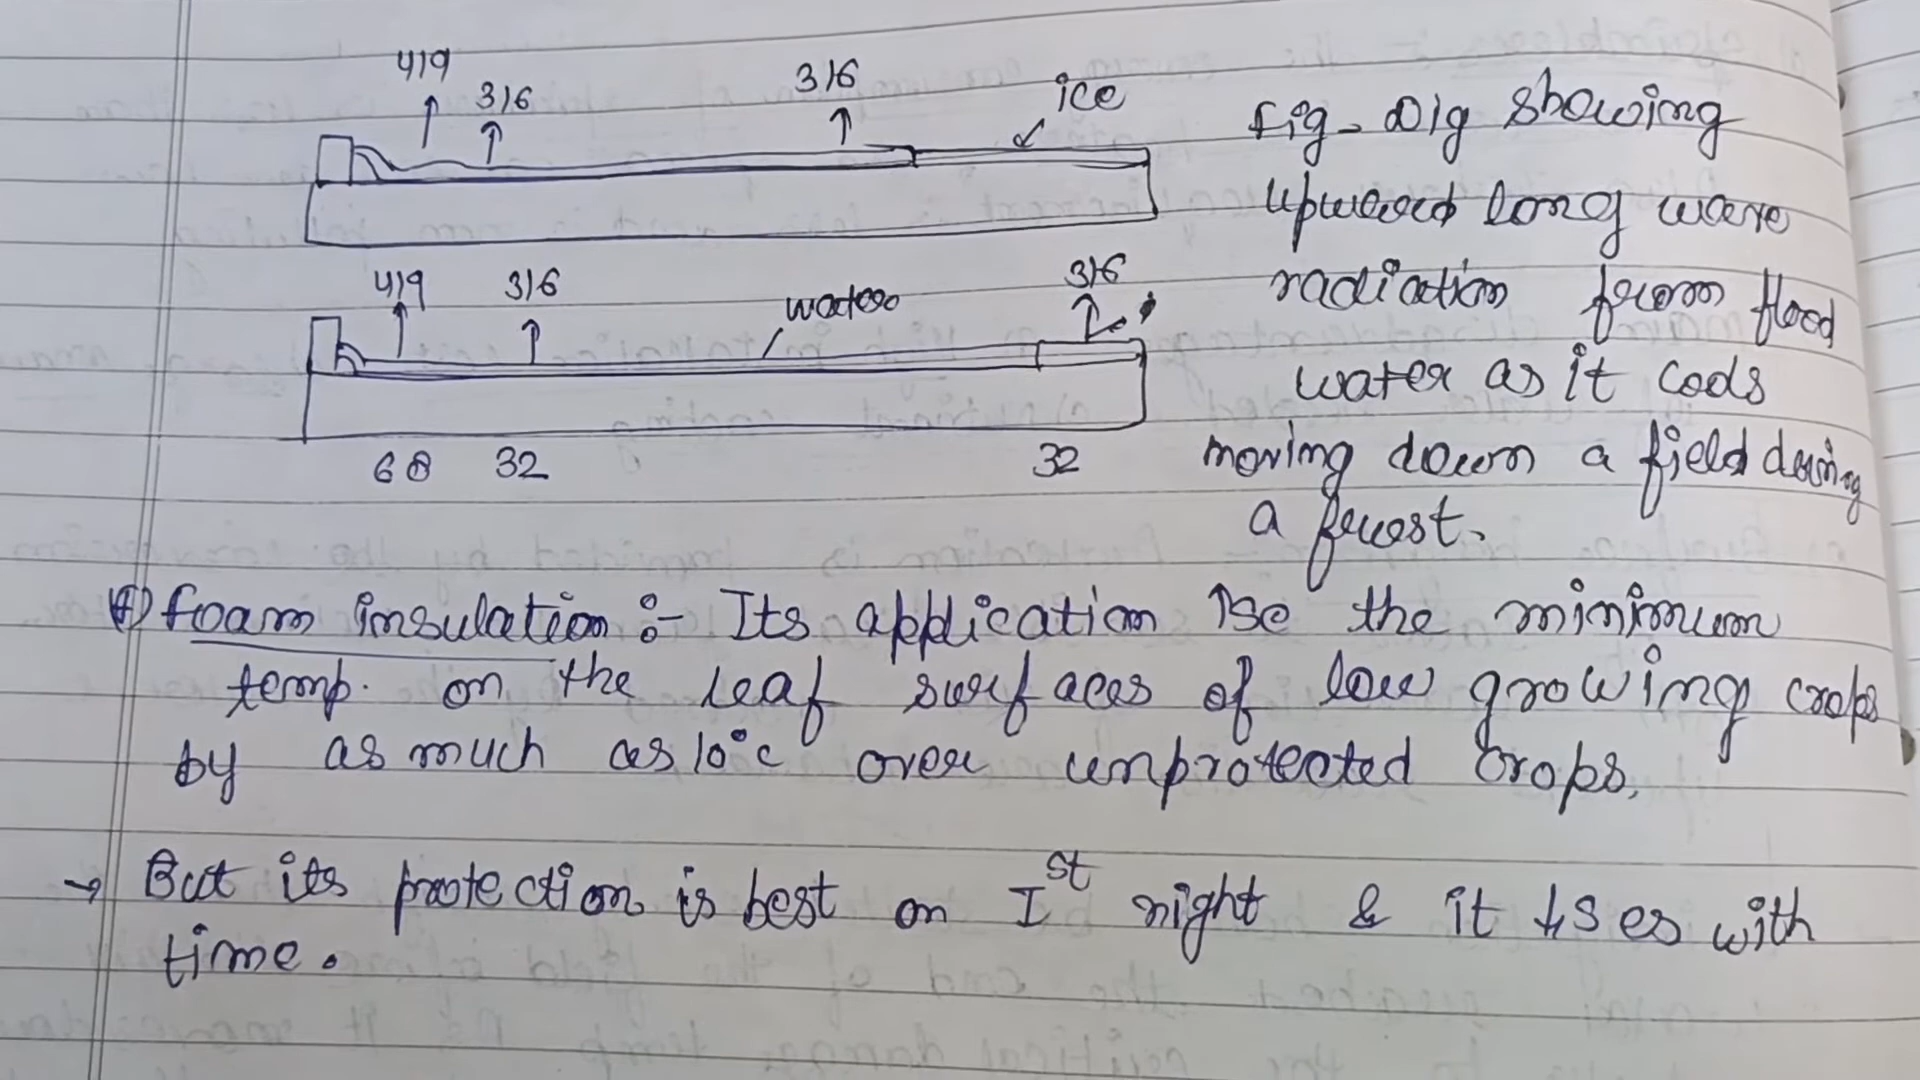 419
316
316
ice
419
316
water
316
68
32
32
Fig - Dig showing
upward long wave
radiation from flood
water as it cools
moving down a field during
a frost.
f) foam insulation :- Its application ↑se the minimum
temp. on the leaf surfaces of low growing crops
by as much as 10°c over unprotected crops.
→ But its protection is best on Ist night & it ↓ses with
time.